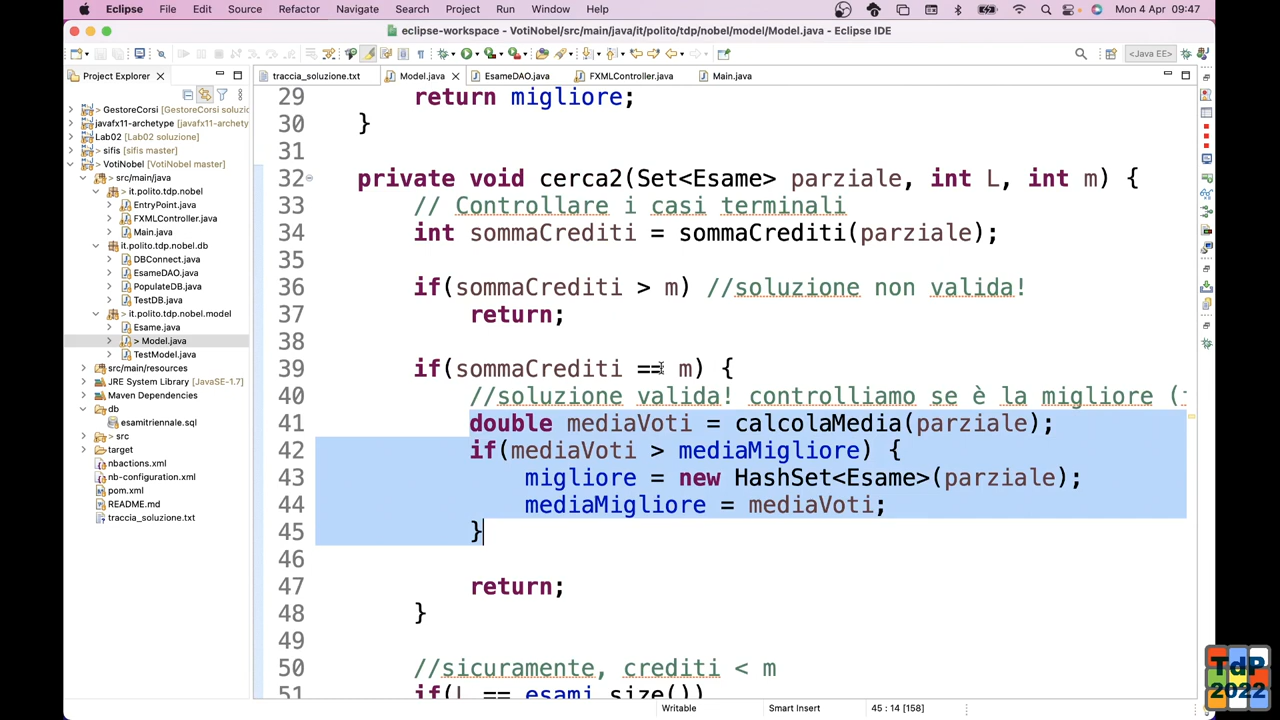 Eclipse File Edit Source Refactor Navigate Search Project Run Window Help Mon 4 Apr 09:47
eclipse-workspace - VotiNobel/src/main/java/it/polito/tdp/nobel/model/Model.java - Eclipse IDE
<Java EE>
Project Explorer
traccia_soluzione.txt Model.java EsameDAO.java FXMLController.java Main.java
> GestoreCorsi [GestoreCorsi soluzic
javafx11-archetype [javafx11-archety
> Lab02 [Lab02 soluzione]
> sifis [sifis master]
> VotiNobel [VotiNobel master]
> src/main/java
> it.polito.tdp.nobel
EntryPoint.java
FXMLController.java
Main.java
it.polito.tdp.nobel.db
DBConnect.java
EsameDAO.java
PopulateDB.java
TestDB.java
> it.polito.tdp.nobel.model
Esame.java
> Model.java
TestModel.java
src/main/resources
JRE System Library [JavaSE-1.7]
Maven Dependencies
db
esamitriennale.sql
> src
target
nbactions.xml
nb-configuration.xml
pom.xml
README.md
traccia_soluzione.txt
29 return migliore;
30 }
31
32 private void cerca2(Set<Esame> parziale, int L, int m) {
33 // Controllare i casi terminali
34 int sommaCrediti = sommaCrediti(parziale);
35
36 if(sommaCrediti > m) //soluzione non valida!
37 return;
38
39 if(sommaCrediti == m) {
40 //soluzione valida! controlliamo se è la migliore (
41 double mediaVoti = calcolaMedia(parziale);
42 if(mediaVoti > mediaMigliore) {
43 migliore = new HashSet<Esame>(parziale);
44 mediaMigliore = mediaVoti;
45 }
46
47 return;
48 }
49
50 //sicuramente, crediti < m
51 if(L == esami.size())
Writable Smart Insert 45 : 14 [158]
TdP
2022